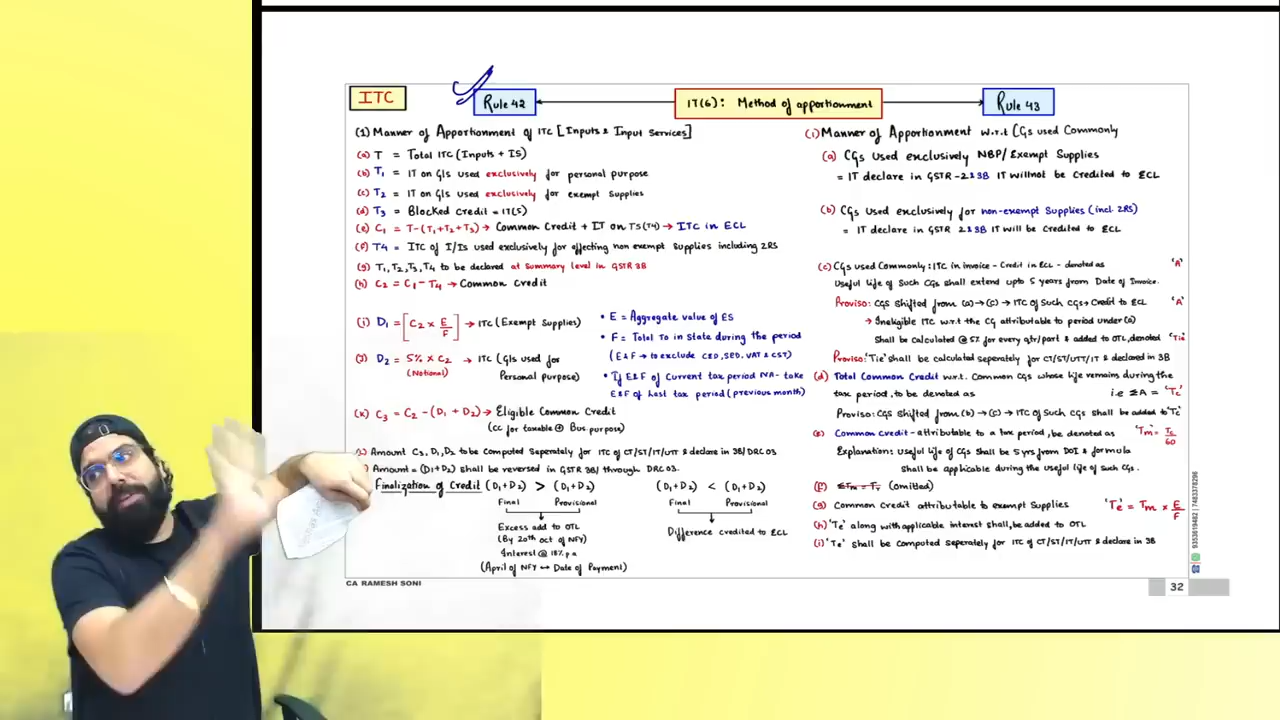 ITC
Rule 42
IT(6): Method of apportionment
Rule 43
(1) Manner of Apportionment of ITC [Inputs & Input Services]
(a) T = Total ITC (Inputs + IS)
(b) T1 = IT on GIs used exclusively for personal purpose
(c) T2 = IT on GIs used exclusively for exempt Supplies
(d) T3 = Blocked credit = IT(5)
(e) C1 = T-(T1+T2+T3) → Common Credit + IT on TS(T4) → ITC in ECL
(f) T4 = ITC of I/Is used exclusively for effecting non exempt supplies including ZRS
(g) T1, T2, T3, T4 to be declared at Summary level in GSTR 3B
(h) C2 = C1 - T4 → Common Credit
(i) D1 = [C2 x E/F] → ITC (Exempt Supplies)
(J) D2 = 5% x C2 → ITC (GIs used for
(Notional) Personal purpose)
• E = Aggregate value of ES
• F = Total To in State during the period
(E&F → to exclude CED, SED, VAT & CST)
• If E&F of Current tax period NA- take
E&F of Last tax period (previous month)
(k) C3 = C2 - (D1 + D2) → Eligible Common Credit
(CC for taxable @ Bus purpose)
Amount C3, D1, D2 to be Computed Seperately for ITC of CT/ST/IT/UTT & declare in 3B/DRC 03
Amount = (D1+D2) shall be reversed in GSTR 3B/ through DRC 03.
Finalization of Credit (D1+D2) > (D1+D2)
Final Provisional
Excess add to OTL
(By 20th oct of NFY)
Interest @ 18% p.a
(April of NFY ↔ Date of Payment)
(D1+D2) < (D1+D2)
Final Provisional
Difference credited to ECL
(1) Manner of Apportionment w.r.t CGs used Commonly
(a) CGs used exclusively NBP/Exempt Supplies
= IT declare in GSTR-2 & 3B IT will not be Credited to ECL
(b) CGs used exclusively for non-exempt Supplies (incl. ZRS)
= IT declare in GSTR 2 & 3B IT will be Credited to ECL
(c) CGs used Commonly: ITC in invoice - Credit in ECL - denoted as 'A'
Useful life of Such CGs shall extend upto 5 years from Date of Invoice.
Proviso: CGs shifted from (a) → (c) → ITC of Such CGs → Credit to ECL 'A'
→ Ineligible ITC w.r.t the CG attributable to period under (a)
Shall be calculated @ 5% for every qtr/part & added to OTL, denoted 'Tie'
Proviso: 'Tie' shall be calculated seperately for CT/ST/UTT/IT & declared in 3B
(d) Total Common Credit w.r.t. Common CGs whose life remains during the
tax period, to be denoted as i.e ΣA = 'Tc'
Proviso: CGs shifted from (b) → (c) → ITC of Such CGs shall be added to 'Tc'
(e) Common credit - attributable to a tax period, be denoted as 'Tm' = Tc/60
Explanation: useful life of CGs shall be 5 yrs from DOI & formula
shall be applicable during the useful life of such CGs.
(f) ΣTm = Tr (omitted)
(g) Common credit attributable to exempt Supplies 'Te' = Tm x E/F
(h) 'Te' along with applicable interest shall, be added to OTL
(i) 'Te' shall be Computed seperately for ITC of CT/ST/IT/UTT & declare in 3B
CA RAMESH SONI
32